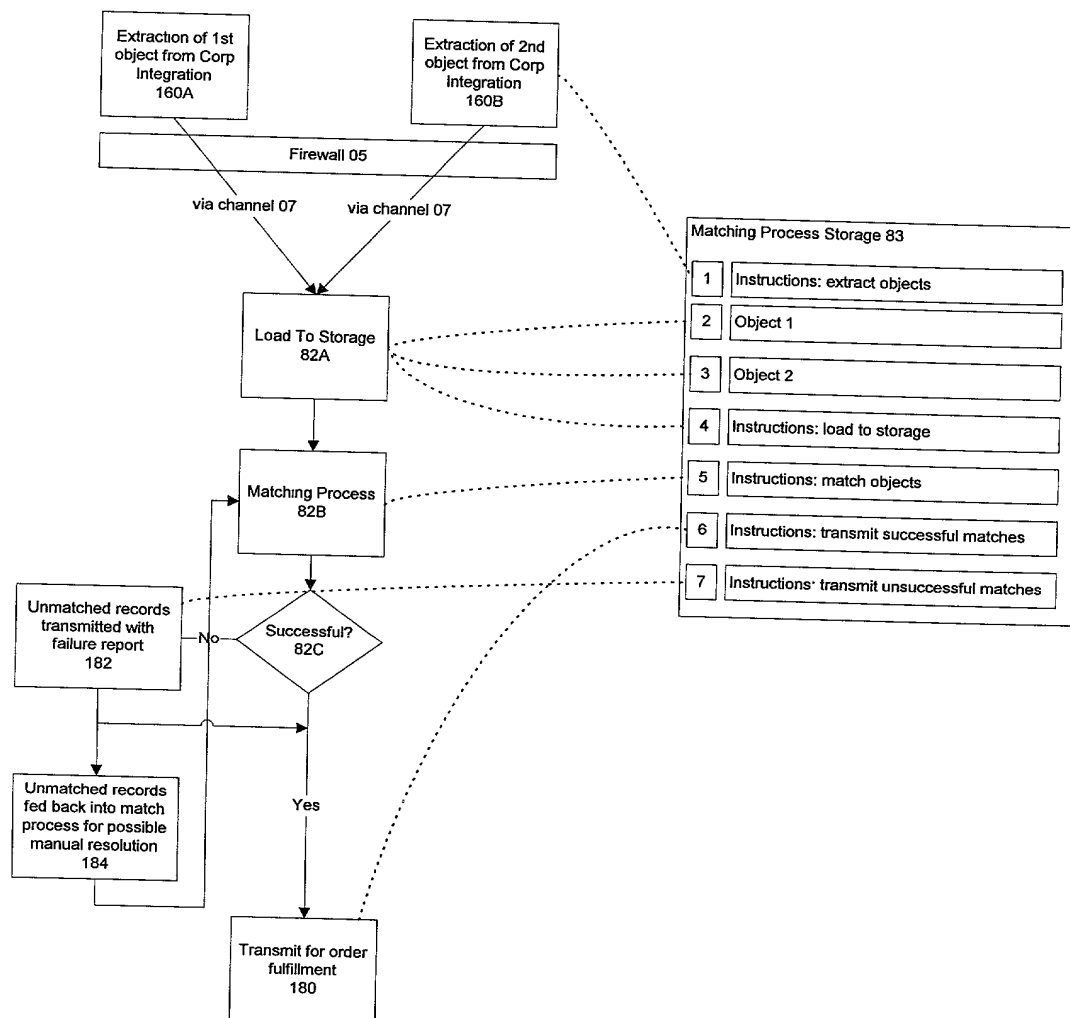 Extraction of 1st
object from Corp
Integration
160A
Extraction of 2nd
object from Corp
Integration
160B
Firewall 05
via channel 07
via channel 07
Load To Storage
82A
Matching Process
82B
Successful?
82C
No
Yes
Unmatched records
transmitted with
failure report
182
Unmatched records
fed back into match
process for possible
manual resolution
184
Transmit for order
fulfillment
180
Matching Process Storage 83
1 Instructions: extract objects
2 Object 1
3 Object 2
4 Instructions: load to storage
5 Instructions: match objects
6 Instructions: transmit successful matches
7 Instructions: transmit unsuccessful matches